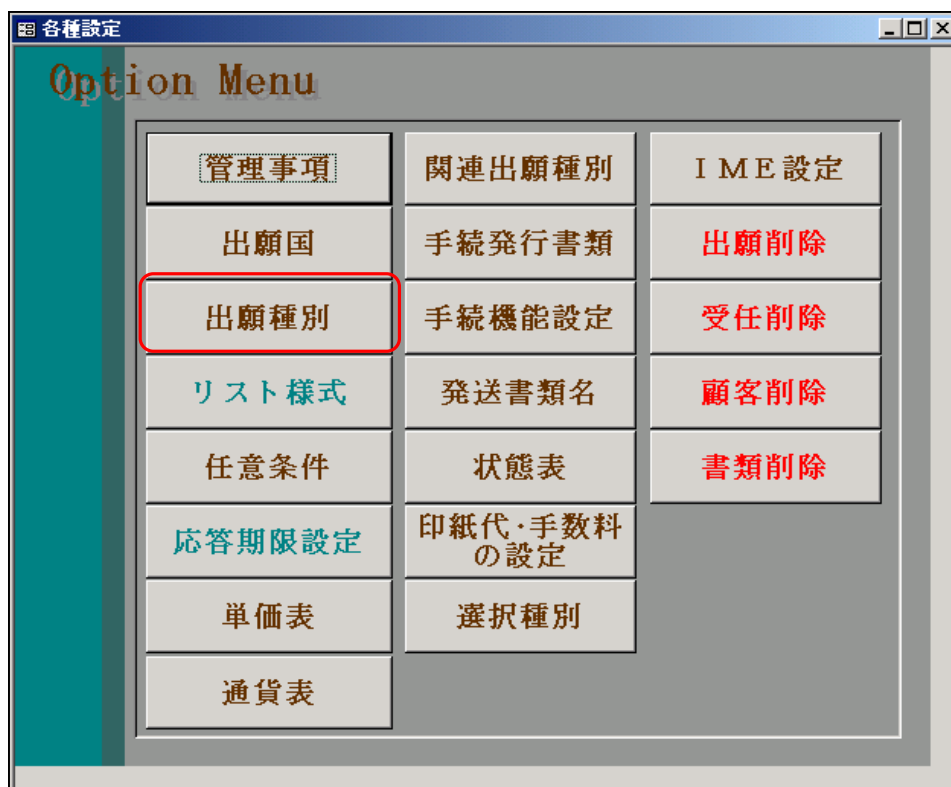 各種設定
Option Menu
管理事項
出願国
出願種別
リスト様式
任意条件
応答期限設定
単価表
通貨表
関連出願種別
手続発行書類
手続機能設定
発送書類名
状態表
印紙代・手数料
の設定
選択種別
ＩＭＥ設定
出願削除
受任削除
顧客削除
書類削除